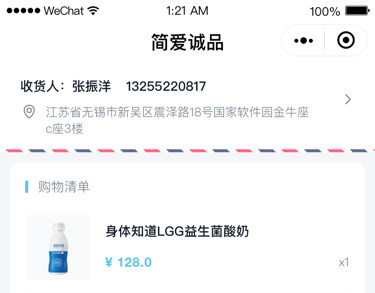 WeChat 1:21 AM 100%
简爱诚品
收货人：张振洋 13255220817
江苏省无锡市新吴区震泽路18号国家软件园金牛座
c座3楼
购物清单
身体知道LGG益生菌酸奶
¥ 128.0 x1